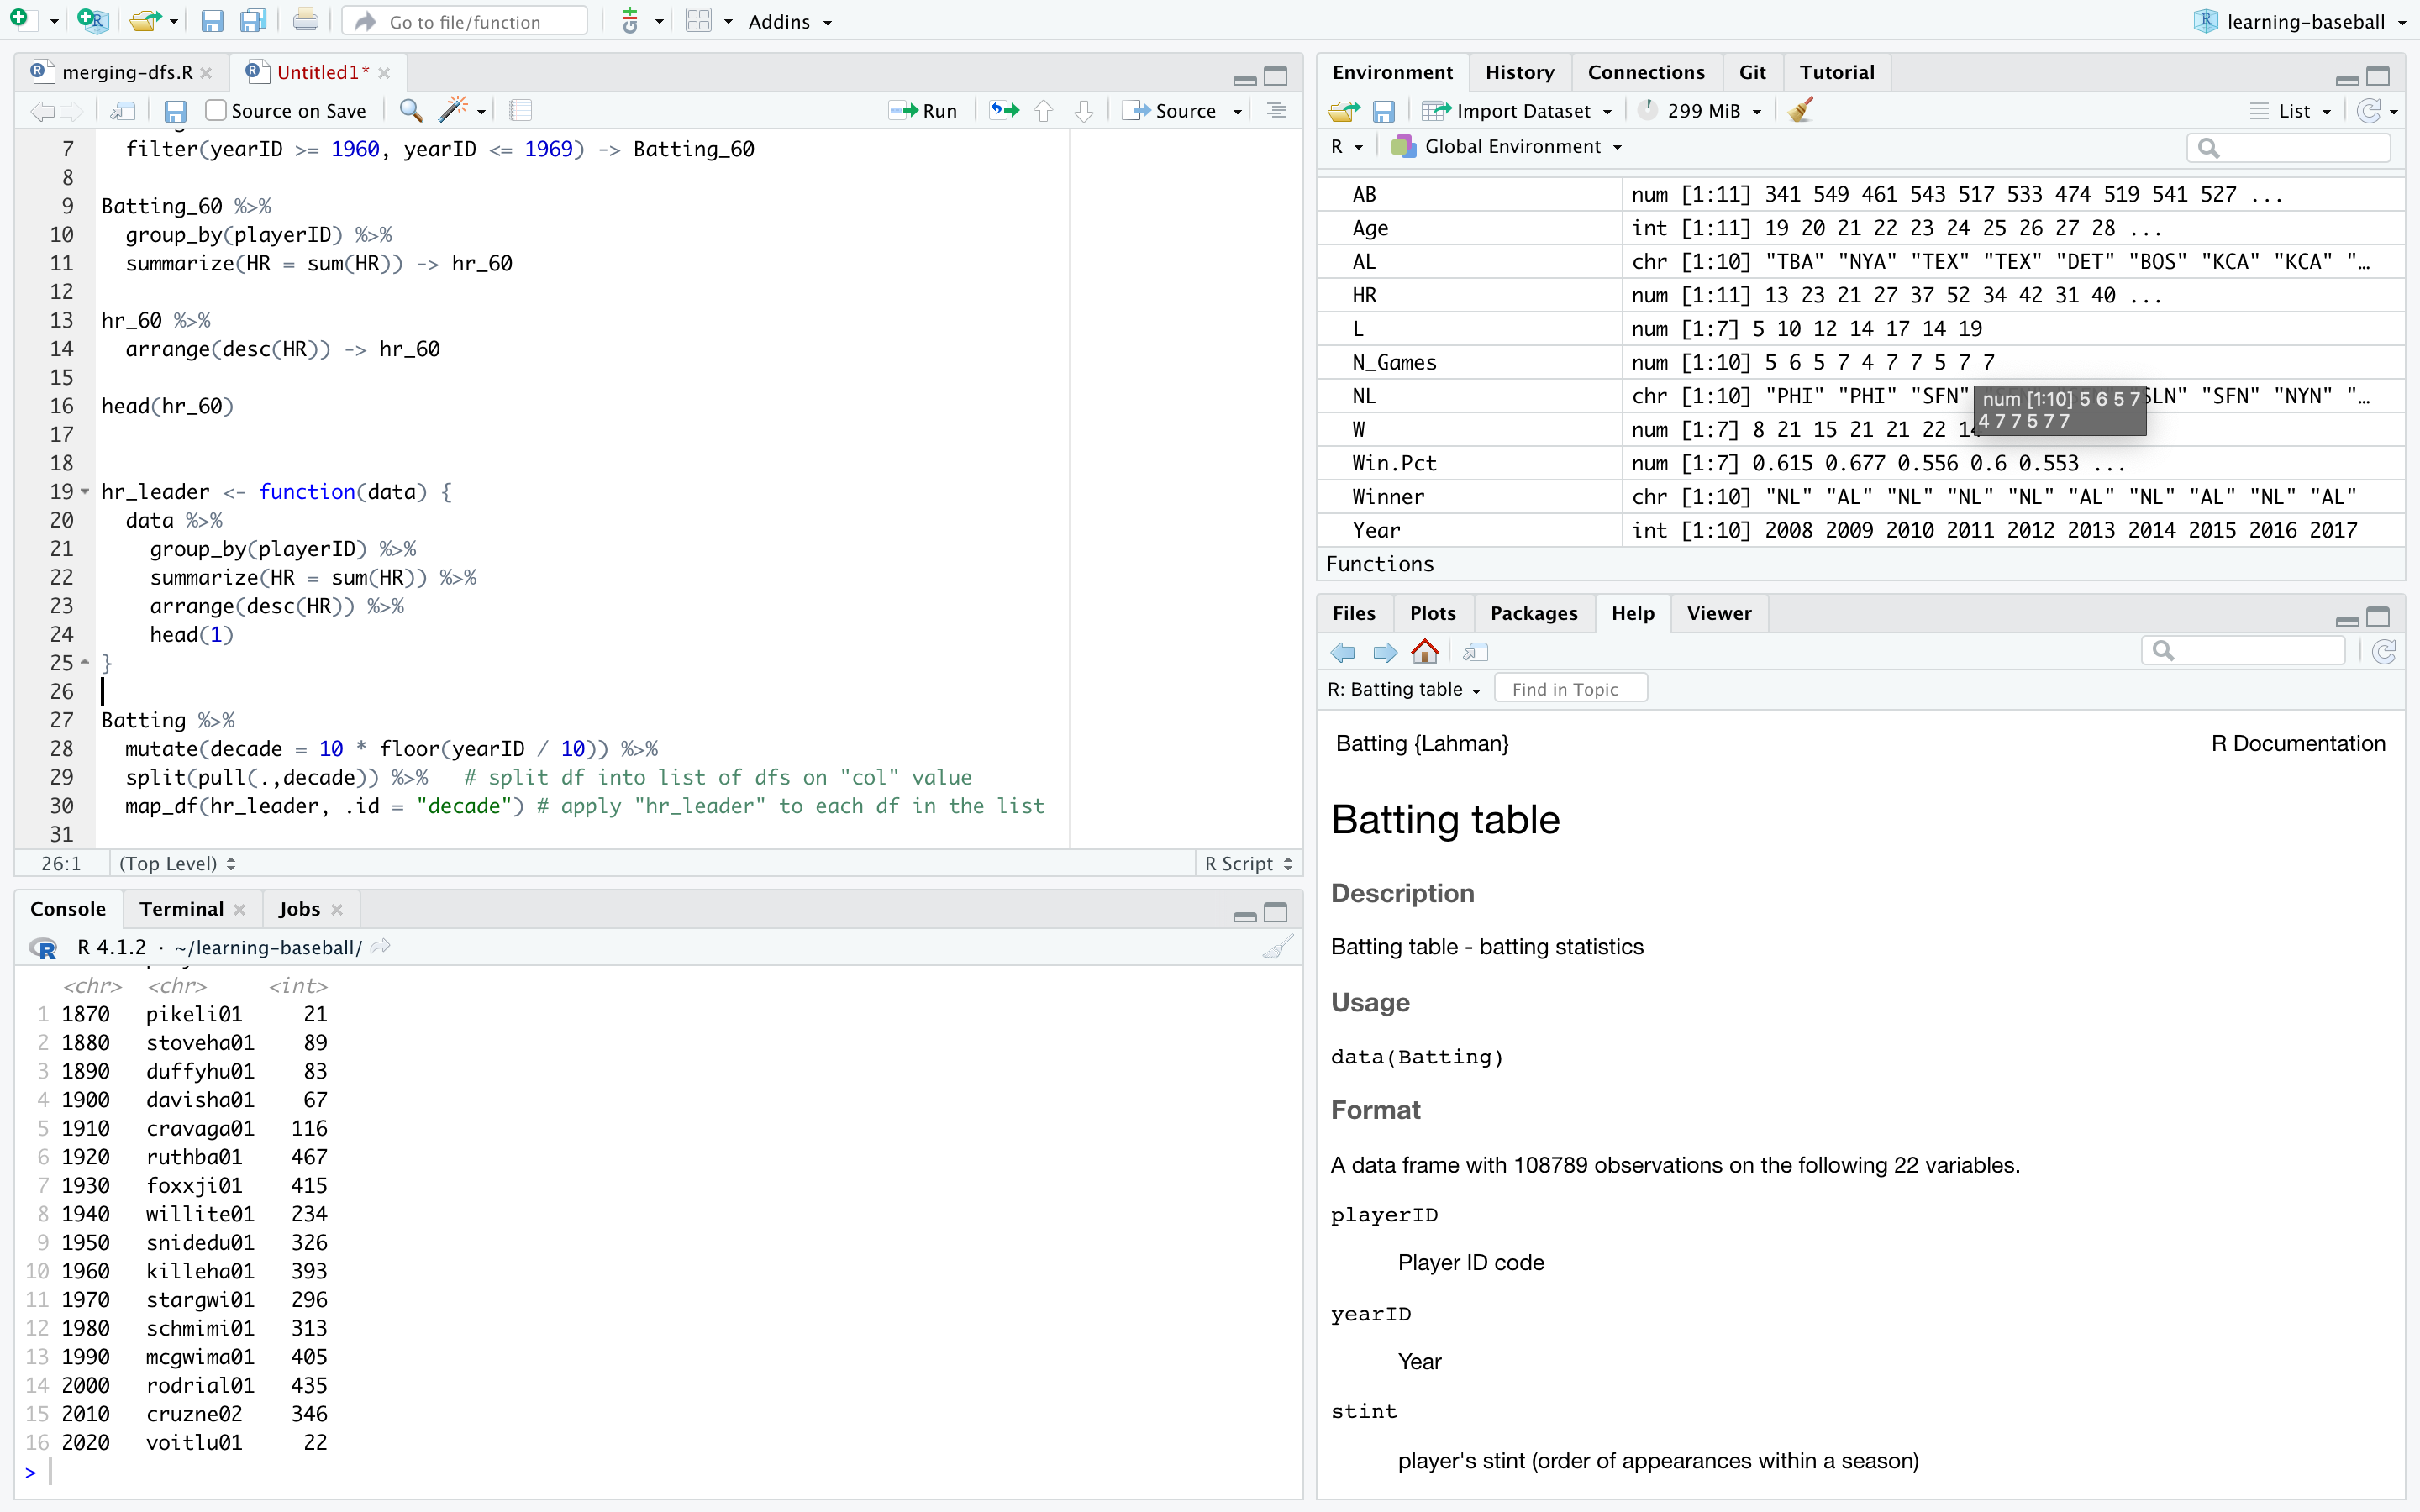 Go to file/function
Addins
learning-baseball
merging-dfs.R
Untitled1*
Source on Save
Run
Source
7 filter(yearID >= 1960, yearID <= 1969) -> Batting_60
8
9 Batting_60 %>%
10 group_by(playerID) %>%
11 summarize(HR = sum(HR)) -> hr_60
12
13 hr_60 %>%
14 arrange(desc(HR)) -> hr_60
15
16 head(hr_60)
17
18
19 hr_leader <- function(data) {
20 data %>%
21 group_by(playerID) %>%
22 summarize(HR = sum(HR)) %>%
23 arrange(desc(HR)) %>%
24 head(1)
25 }
26
27 Batting %>%
28 mutate(decade = 10 * floor(yearID / 10)) %>%
29 split(pull(.,decade)) %>% # split df into list of dfs on "col" value
30 map_df(hr_leader, .id = "decade") # apply "hr_leader" to each df in the list
31
26:1 (Top Level) R Script
Console Terminal Jobs
R 4.1.2 · ~/learning-baseball/
<chr> <chr> <int>
1 1870 pikeli01 21
2 1880 stoveha01 89
3 1890 duffyhu01 83
4 1900 davisha01 67
5 1910 cravaga01 116
6 1920 ruthba01 467
7 1930 foxxji01 415
8 1940 willite01 234
9 1950 snidedu01 326
10 1960 killeha01 393
11 1970 stargwi01 296
12 1980 schmimi01 313
13 1990 mcgwima01 405
14 2000 rodrial01 435
15 2010 cruzne02 346
16 2020 voitlu01 22
>
Environment History Connections Git Tutorial
Import Dataset 299 MiB List
R Global Environment
AB num [1:11] 341 549 461 543 517 533 474 519 541 527 ...
Age int [1:11] 19 20 21 22 23 24 25 26 27 28 ...
AL chr [1:10] "TBA" "NYA" "TEX" "TEX" "DET" "BOS" "KCA" "KCA" "…
HR num [1:11] 13 23 21 27 37 52 34 42 31 40 ...
L num [1:7] 5 10 12 14 17 14 19
N_Games num [1:10] 5 6 5 7 4 7 7 5 7 7
NL chr [1:10] "PHI" "PHI" "SFN" SLN" "SFN" "NYN" "…
num [1:10] 5 6 5 7
4 7 7 5 7 7
W num [1:7] 8 21 15 21 21 22 14
Win.Pct num [1:7] 0.615 0.677 0.556 0.6 0.553 ...
Winner chr [1:10] "NL" "AL" "NL" "NL" "NL" "AL" "NL" "AL" "NL" "AL"
Year int [1:10] 2008 2009 2010 2011 2012 2013 2014 2015 2016 2017
Functions
Files Plots Packages Help Viewer
R: Batting table Find in Topic
Batting {Lahman} R Documentation
Batting table
Description
Batting table - batting statistics
Usage
data(Batting)
Format
A data frame with 108789 observations on the following 22 variables.
playerID
Player ID code
yearID
Year
stint
player's stint (order of appearances within a season)